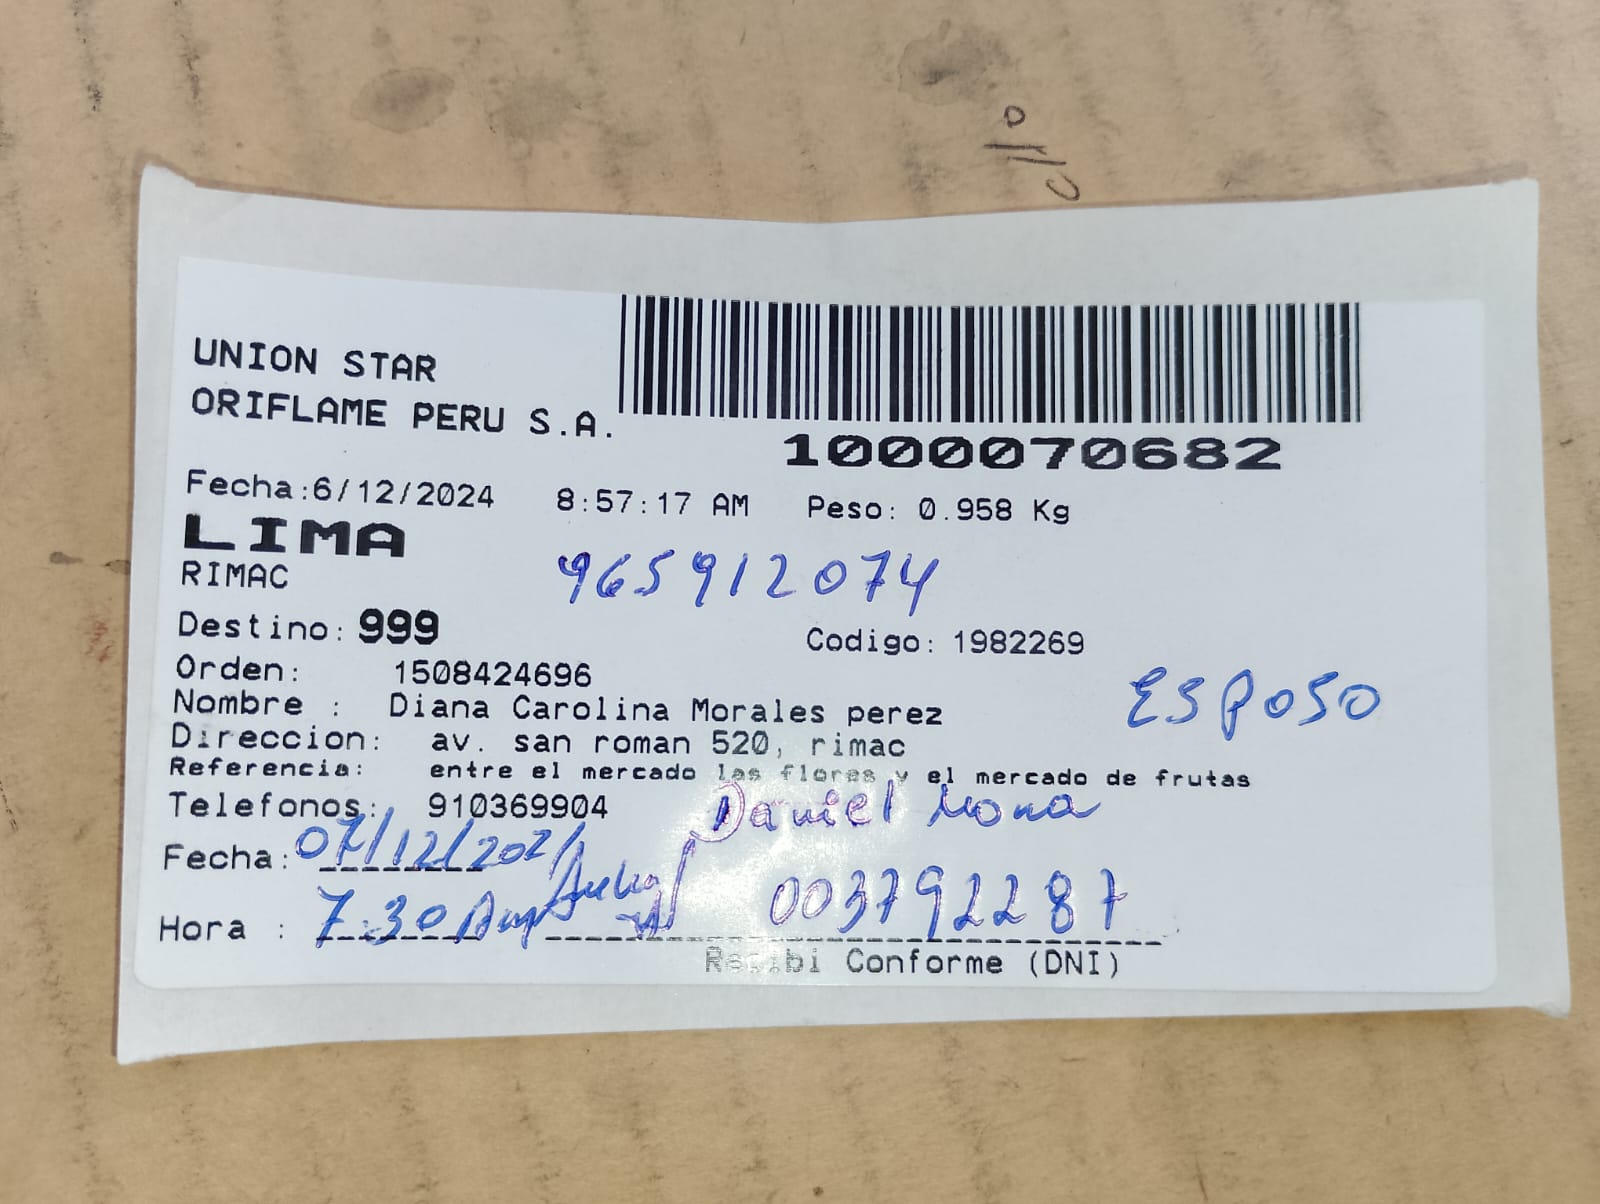 UNION STAR
ORIFLAME PERU S.A.
1000070682
Fecha:6/12/2024 8:57:17 AM Peso: 0.958 Kg
LIMA
RIMAC 965912074
Destino: 999 Codigo: 1982269
Orden: 1508424696
Nombre : Diana Carolina Morales perez ESPOSO
Direccion: av. san roman 520, rimac
Referencia: entre el mercado las flores y el mercado de frutas
Telefonos: 910369904 Daniel
Fecha: 07/12/202
Hora : 7.30 Am 003792287
Recibi Conforme (DNI)